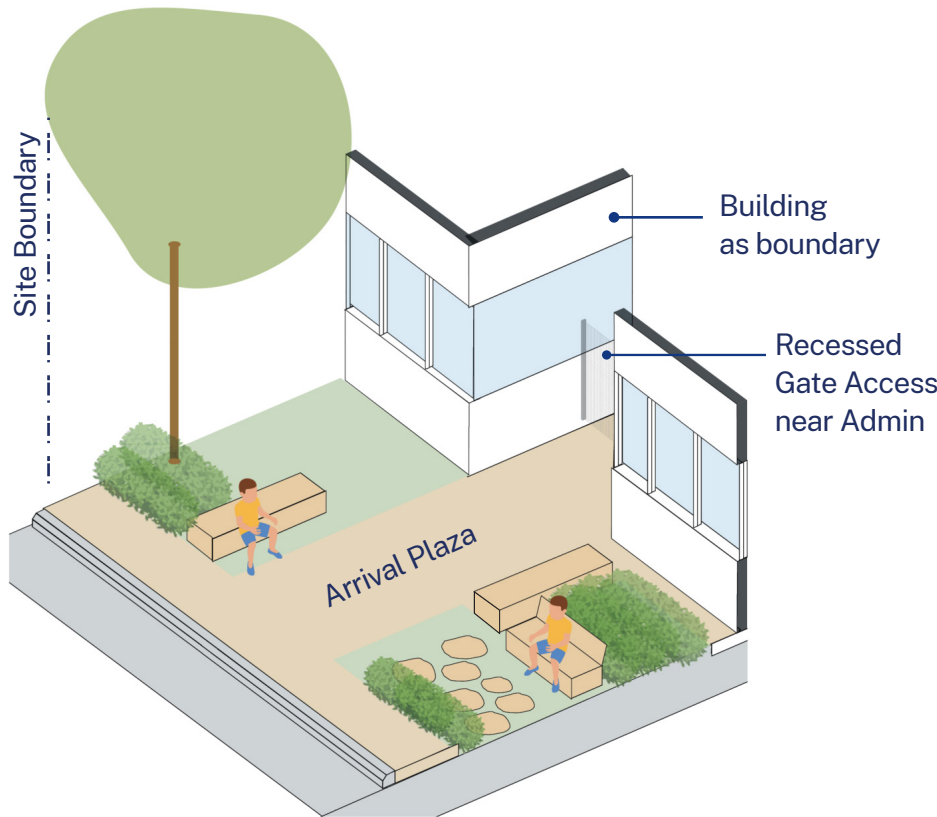 Site Boundary
Building
as boundary
Recessed
Gate Access
near Admin
Arrival Plaza